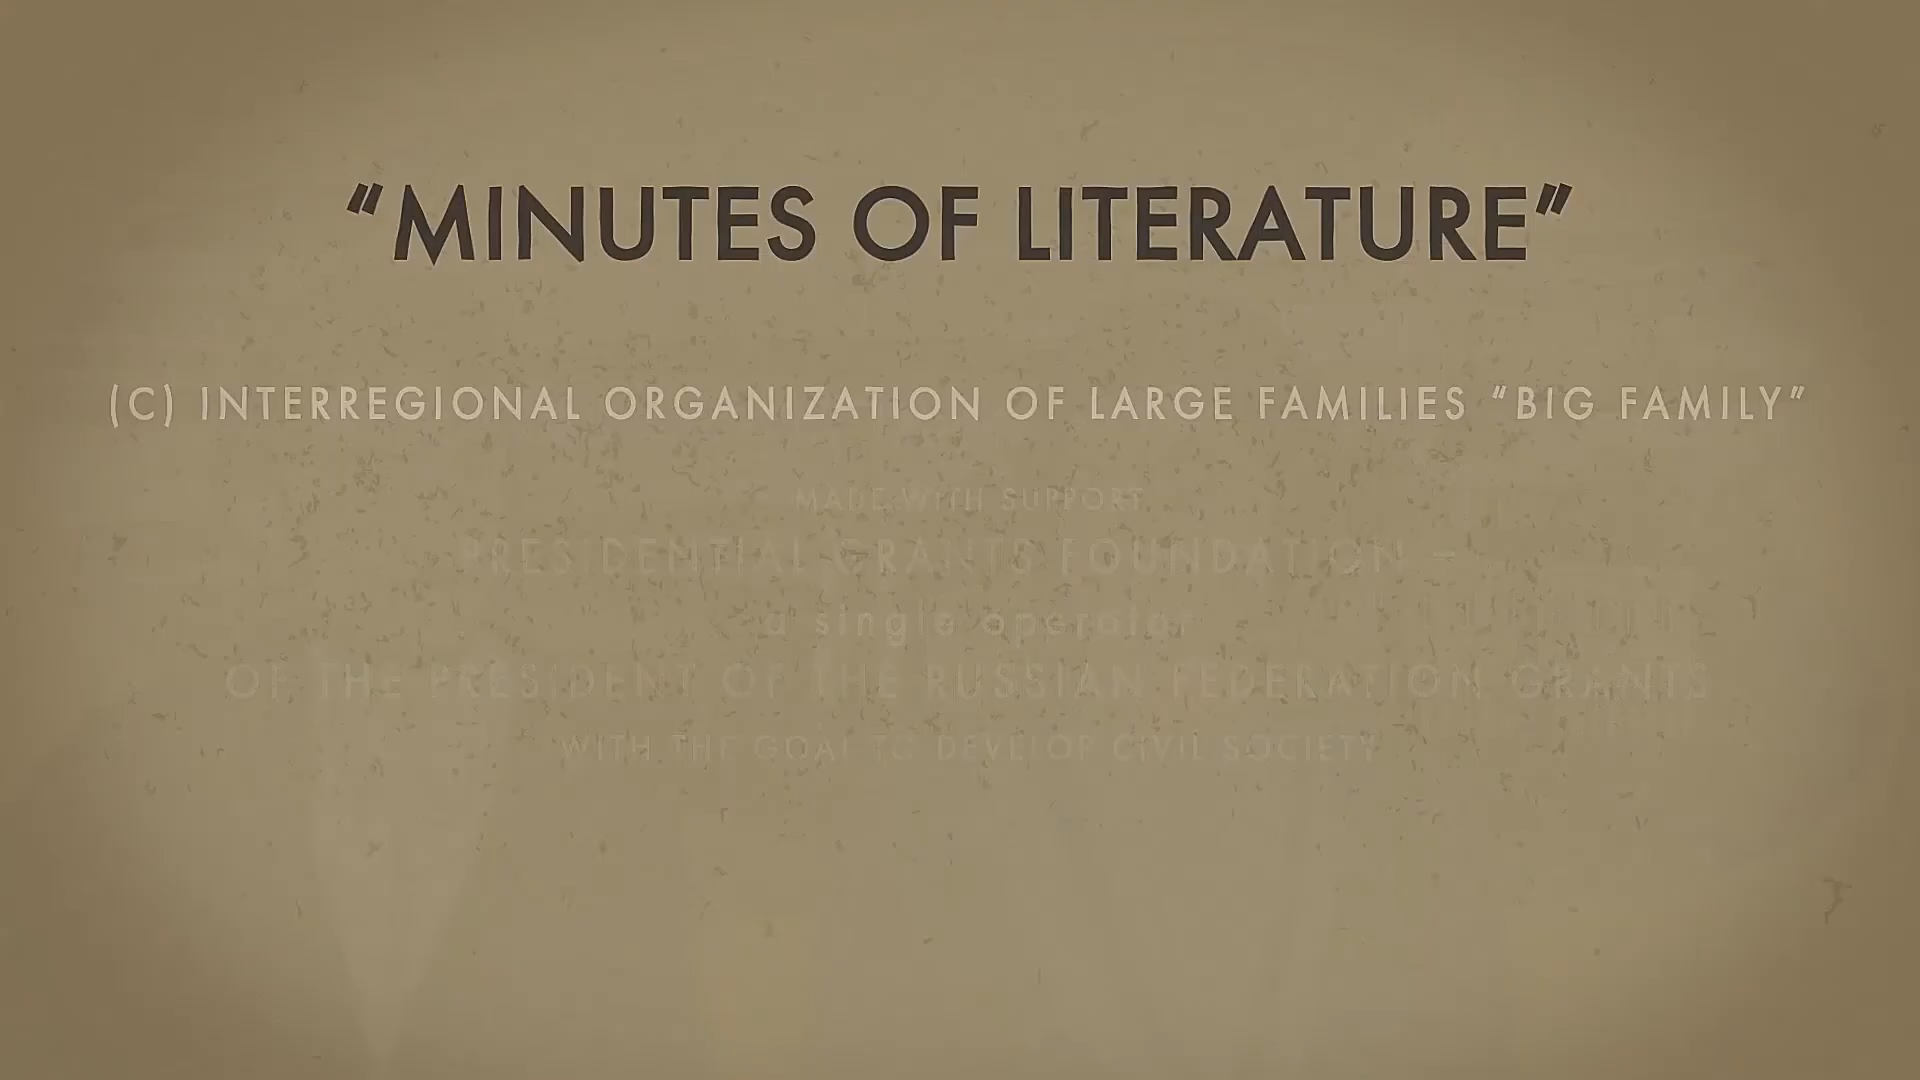 “MINUTES OF LITERATURE”
(C) INTERREGIONAL ORGANIZATION OF LARGE FAMILIES “BIG FAMILY”
MADE WITH SUPPORT
PRESIDENTIAL GRANTS FOUNDATION –
a single operator
OF THE PRESIDENT OF THE RUSSIAN FEDERATION GRANTS
WITH THE GOAL TO DEVELOP CIVIL SOCIETY